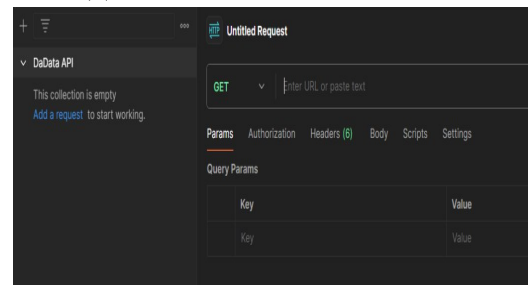 Untitled Request
DaData API
This collection is empty
Add a request to start working.
HTTP
GET
Enter URL or paste text
Params Authorization Headers (6) Body Scripts Settings
Query Params
Key Value
Key Value